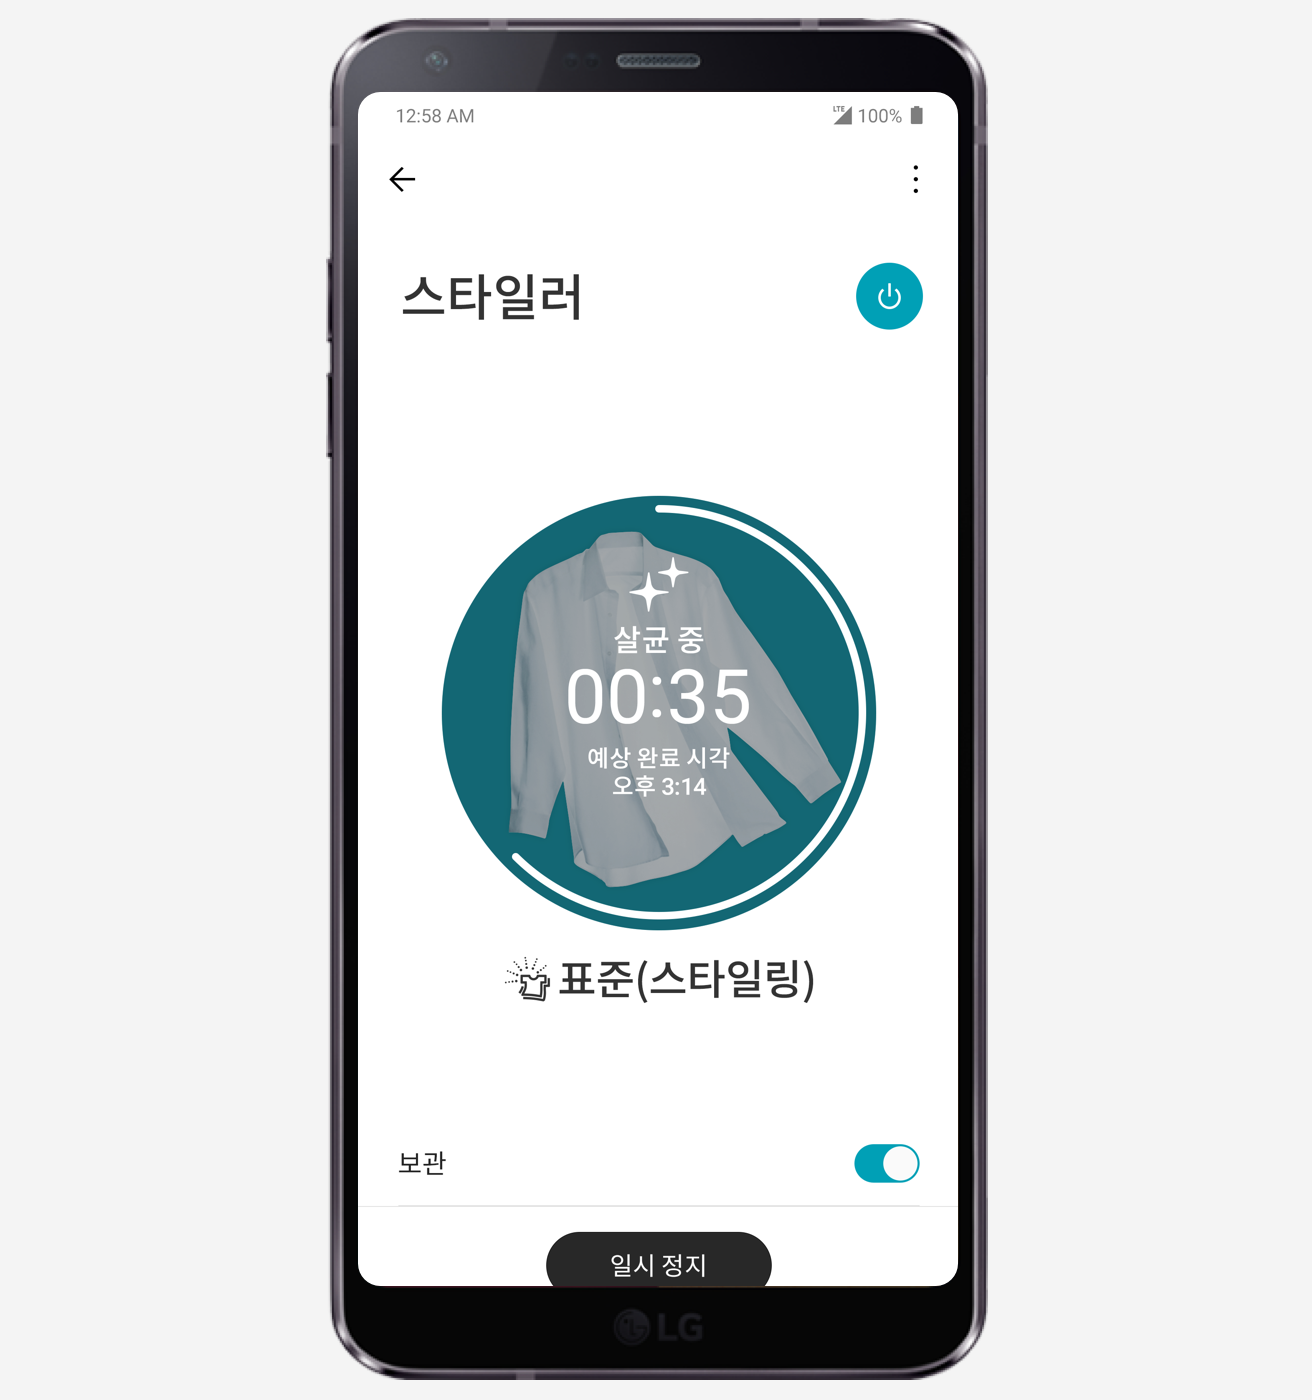 12:58 AM
LTE 100%
스타일러
살균 중
00:35
예상 완료 시각
오후 3:14
표준(스타일링)
보관
일시 정지
LG